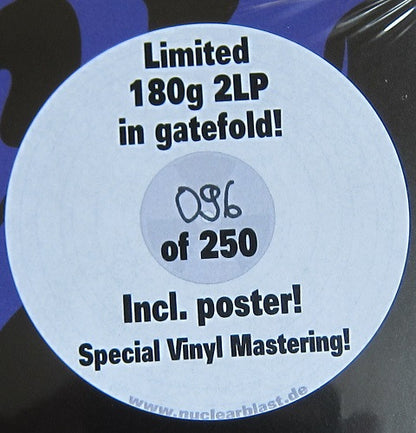 Limited
180g 2LP
in gatefold!
096
of 250
Incl. poster!
Special Vinyl Mastering!
www.nuclearblast.de